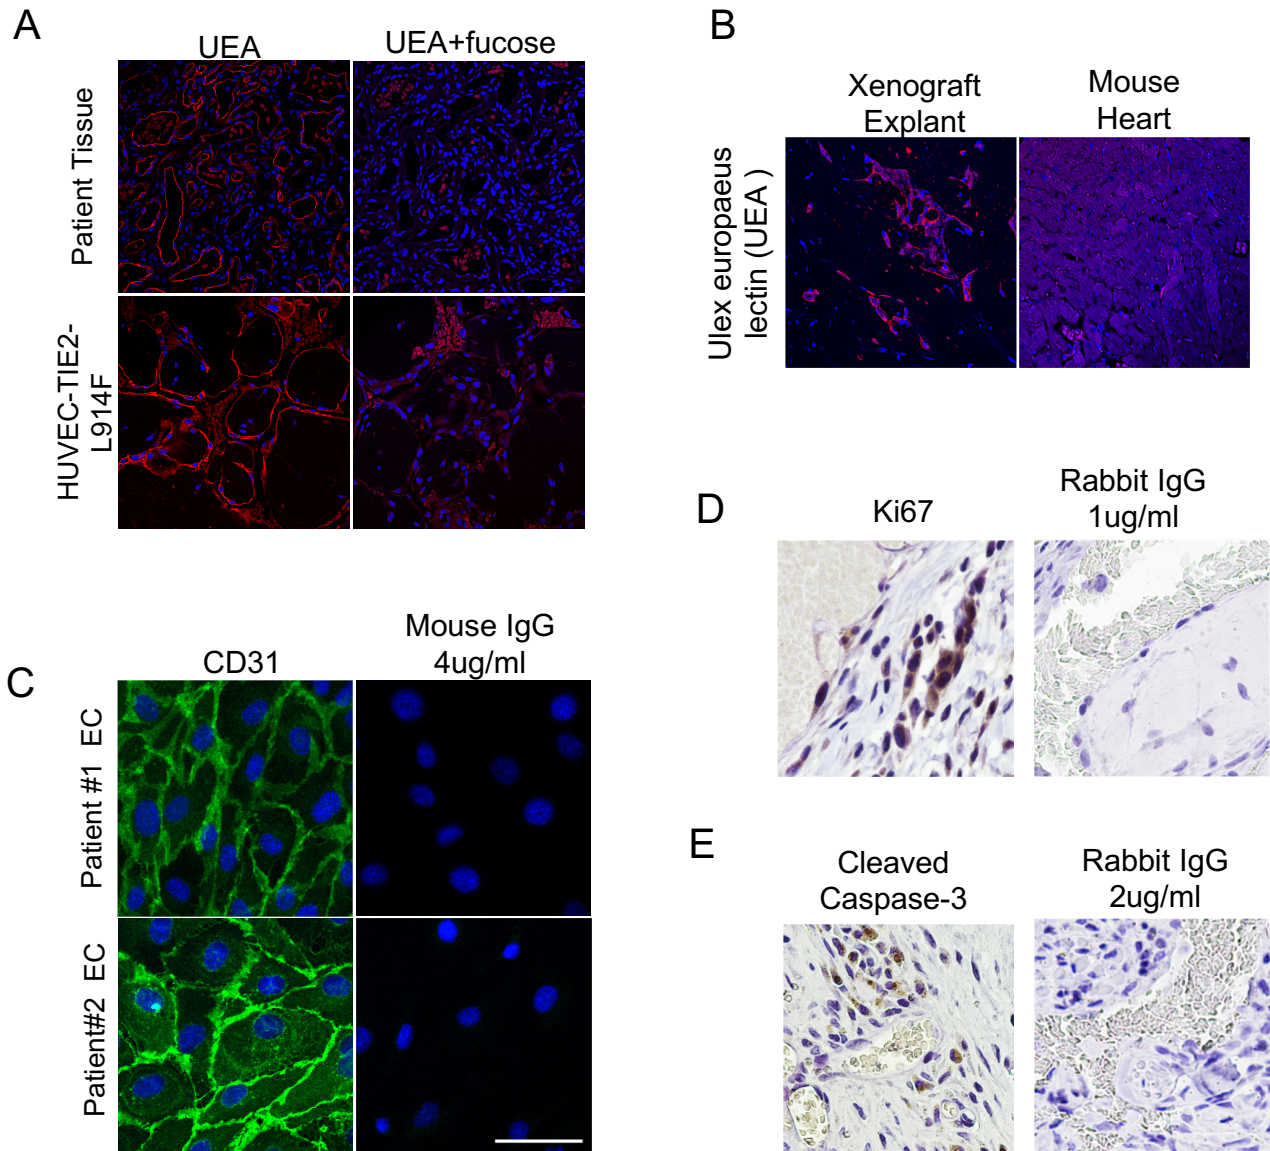 A
UEA
UEA+fucose
Patient Tissue
HUVEC-TIE2-
L914F
B
Xenograft
Explant
Mouse
Heart
Ulex europaeus
lectin (UEA )
C
CD31
Mouse IgG
4ug/ml
Patient #1 EC
Patient#2 EC
D
Ki67
Rabbit IgG
1ug/ml
E
Cleaved
Caspase-3
Rabbit IgG
2ug/ml